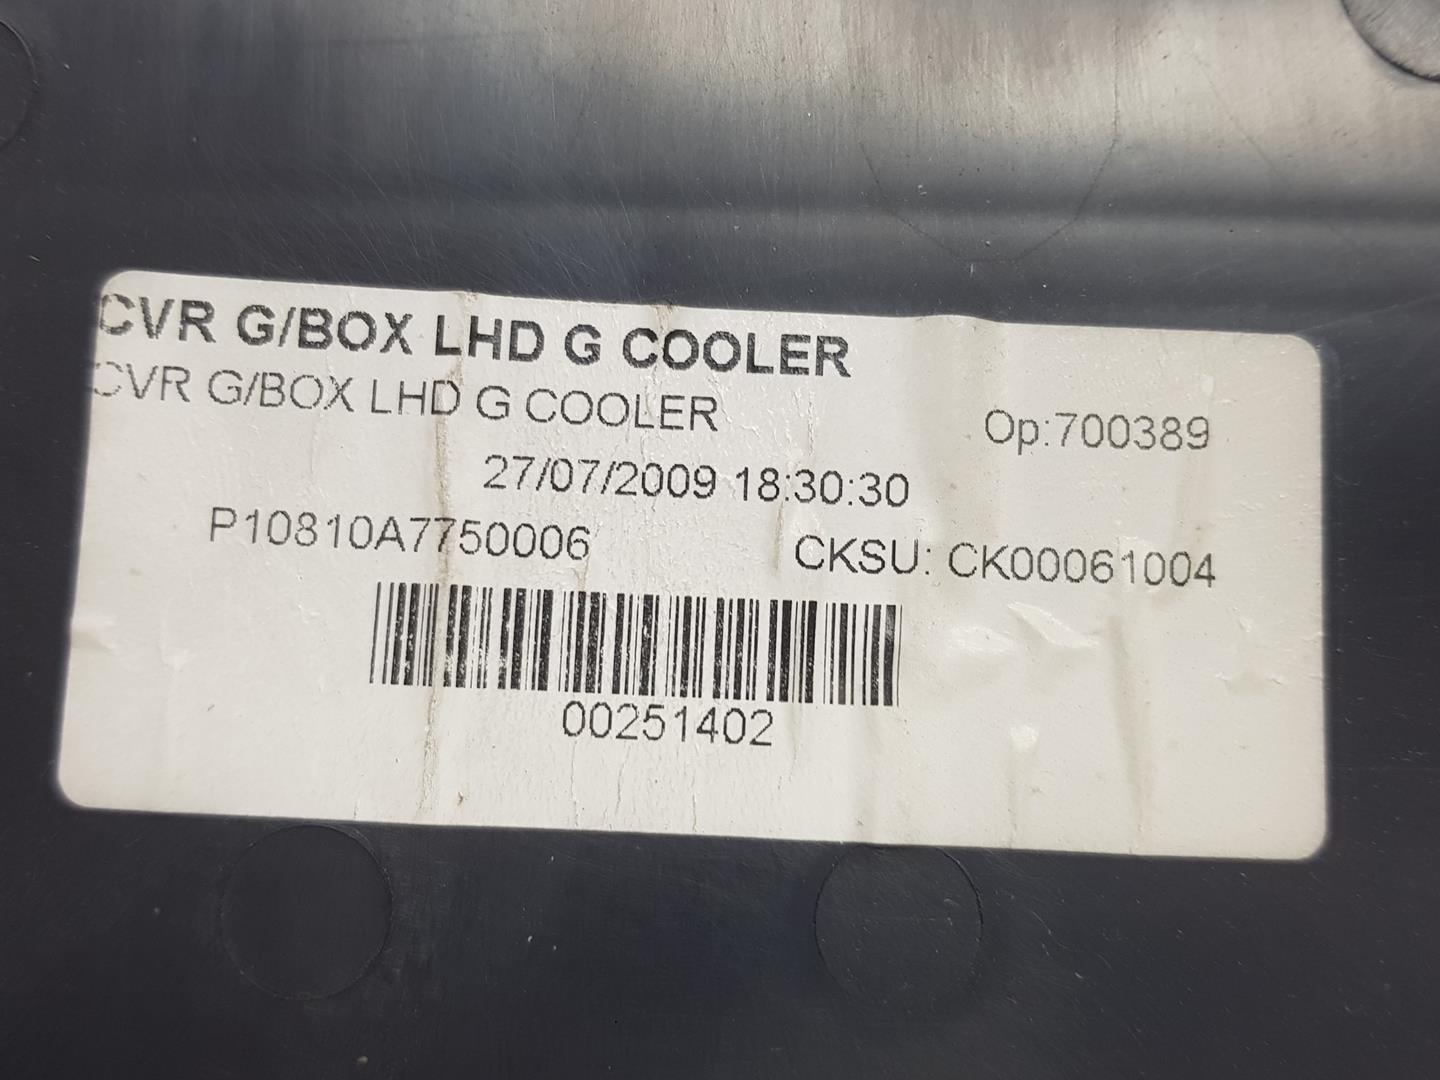 CVR G/BOX LHD G COOLER
CVR G/BOX LHD G COOLER
Op:700389
27/07/2009 18:30:30
P10810A7750006
CKSU: CK00061004
00251402